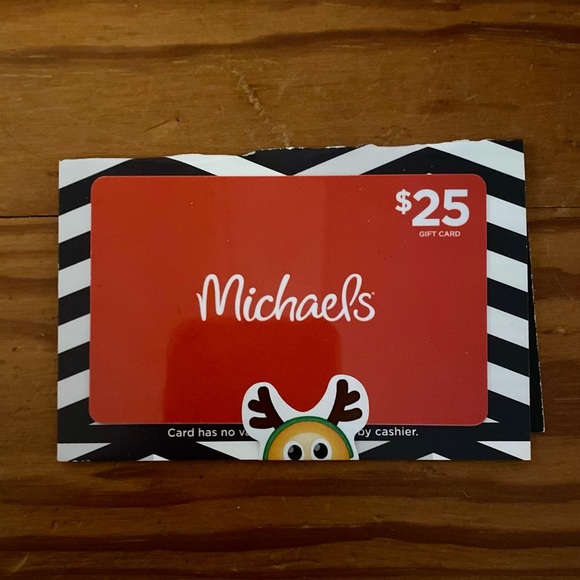 $25
GIFT CARD
Michaels
Card has no by cashier.